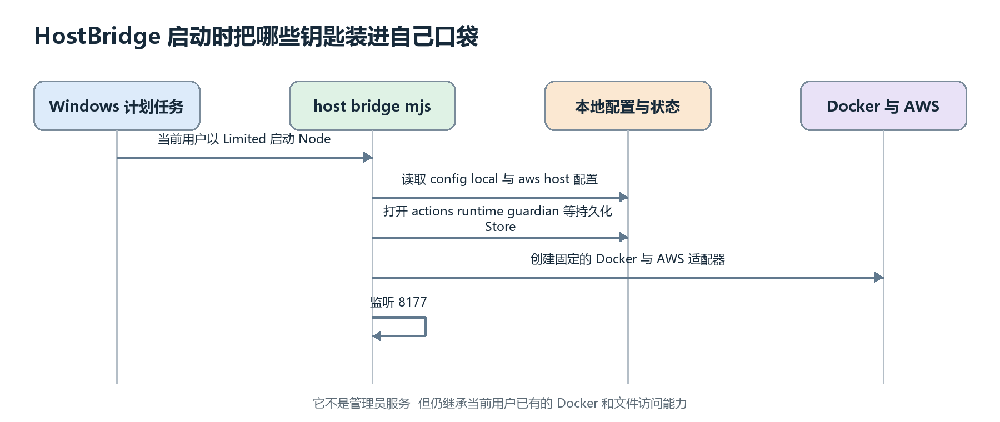 HostBridge 启动时把哪些钥匙装进自己口袋
Windows 计划任务
host bridge mjs
本地配置与状态
Docker 与 AWS
当前用户以 Limited 启动 Node
读取 config local 与 aws host 配置
打开 actions runtime guardian 等持久化
Store
创建固定的 Docker 与 AWS 适配器
监听 8177
它不是管理员服务 但仍继承当前用户已有的 Docker 和文件访问能力